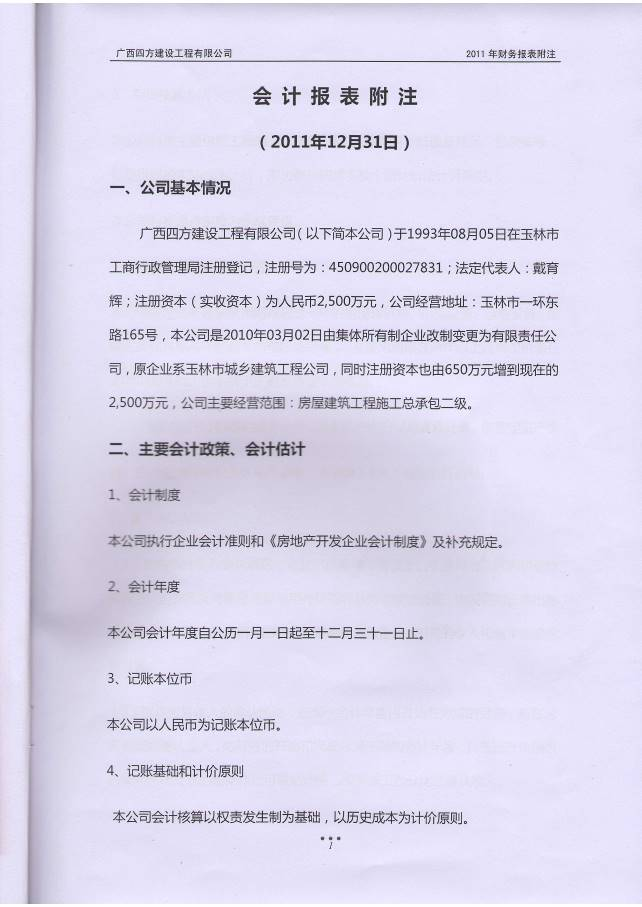 广西四方建设工程有限公司 2011 年财务报表附注
会计报表附注
（2011年12月31日）
一、公司基本情况
广西四方建设工程有限公司（以下简本公司）于1993年08月05日在玉林市
工商行政管理局注册登记，注册号为：450900200027831；法定代表人：戴育
辉；注册资本（实收资本）为人民币2,500万元，公司经营地址：玉林市一环东
路165号，本公司是2010年03月02日由集体所有制企业改制变更为有限责任公
司，原企业系玉林市城乡建筑工程公司，同时注册资本也由650万元增到现在的
2,500万元，公司主要经营范围：房屋建筑工程施工总承包二级。
二、主要会计政策、会计估计
1、会计制度
本公司执行企业会计准则和《房地产开发企业会计制度》及补充规定。
2、会计年度
本公司会计年度自公历一月一日起至十二月三十一日止。
3、记账本位币
本公司以人民币为记账本位币。
4、记账基础和计价原则
本公司会计核算以权责发生制为基础，以历史成本为计价原则。
1